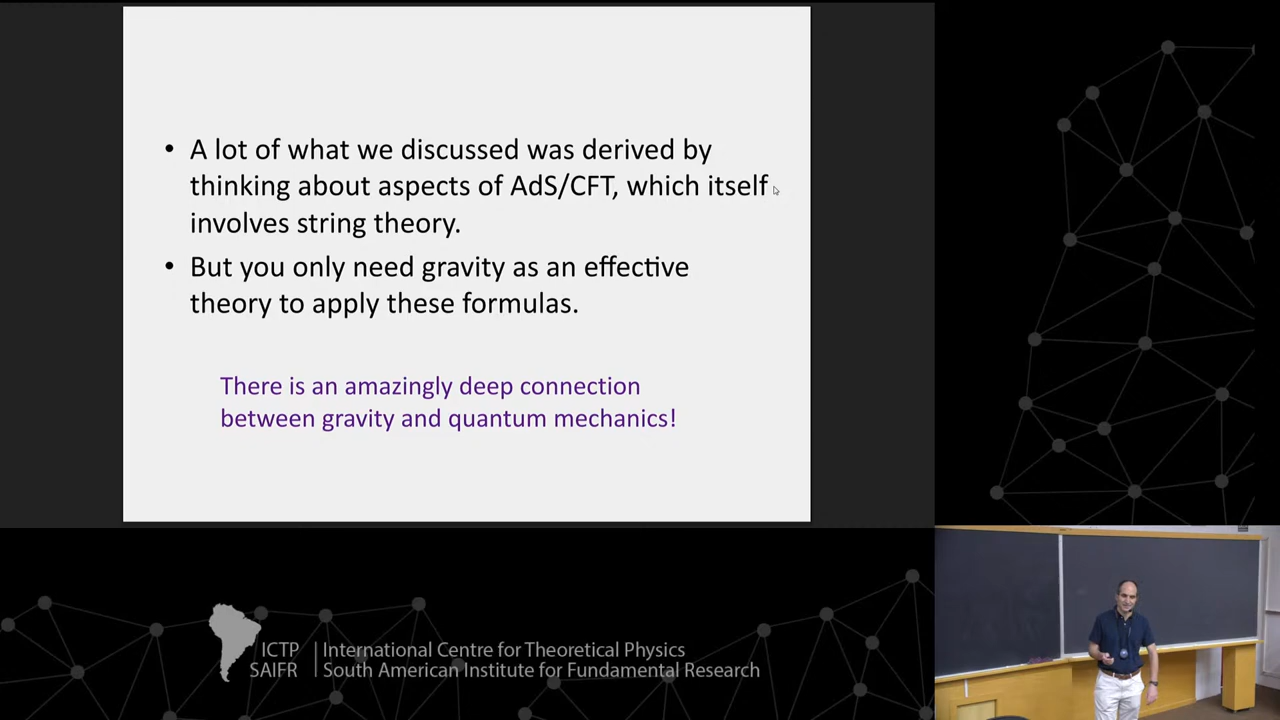 • A lot of what we discussed was derived by
thinking about aspects of AdS/CFT, which itself
involves string theory.
• But you only need gravity as an effective
theory to apply these formulas.
There is an amazingly deep connection
between gravity and quantum mechanics!
ICTP
SAIFR
International Centre for Theoretical Physics
South American Institute for Fundamental Research